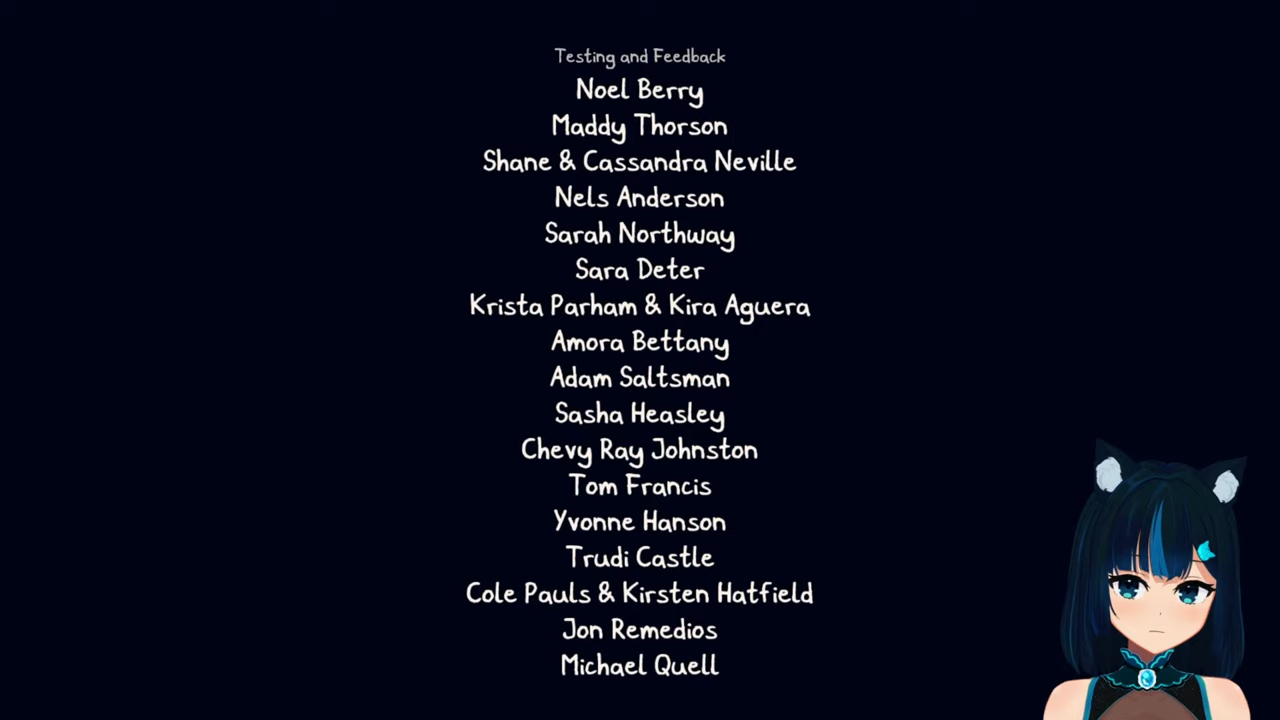 Testing and Feedback
Noel Berry
Maddy Thorson
Shane & Cassandra Neville
Nels Anderson
Sarah Northway
Sara Deter
Krista Parham & Kira Aguera
Amora Bettany
Adam Saltsman
Sasha Heasley
Chevy Ray Johnston
Tom Francis
Yvonne Hanson
Trudi Castle
Cole Pauls & Kirsten Hatfield
Jon Remedios
Michael Quell